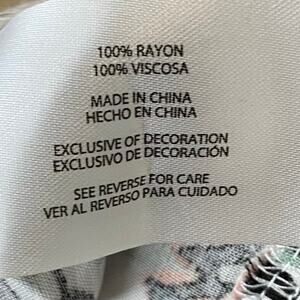 100% RAYON
100% VISCOSA
MADE IN CHINA
HECHO EN CHINA
EXCLUSIVE OF DECORATION
EXCLUSIVO DE DECORACIÓN
SEE REVERSE FOR CARE
VER AL REVERSO PARA CUIDADO